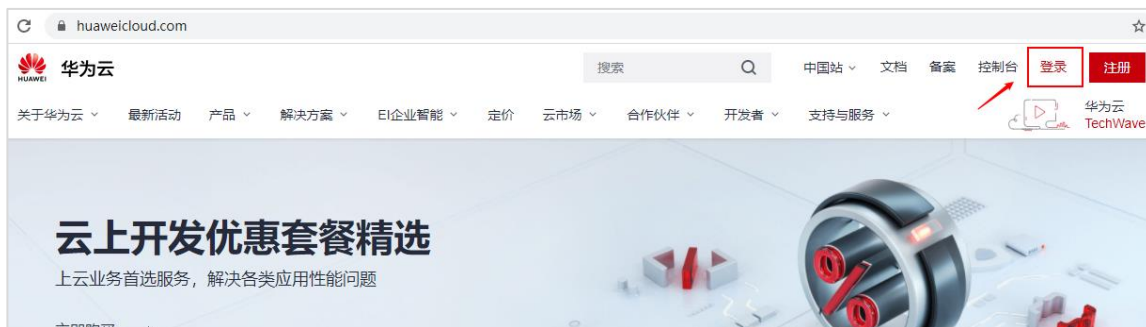 huaweicloud.com
HUAWEI 华为云 搜索 中国站 文档 备案 控制台 登录 注册
关于华为云 最新活动 产品 解决方案 EI企业智能 定价 云市场 合作伙伴 开发者 支持与服务 华为云
TechWave
云上开发优惠套餐精选
上云业务首选服务，解决各类应用性能问题